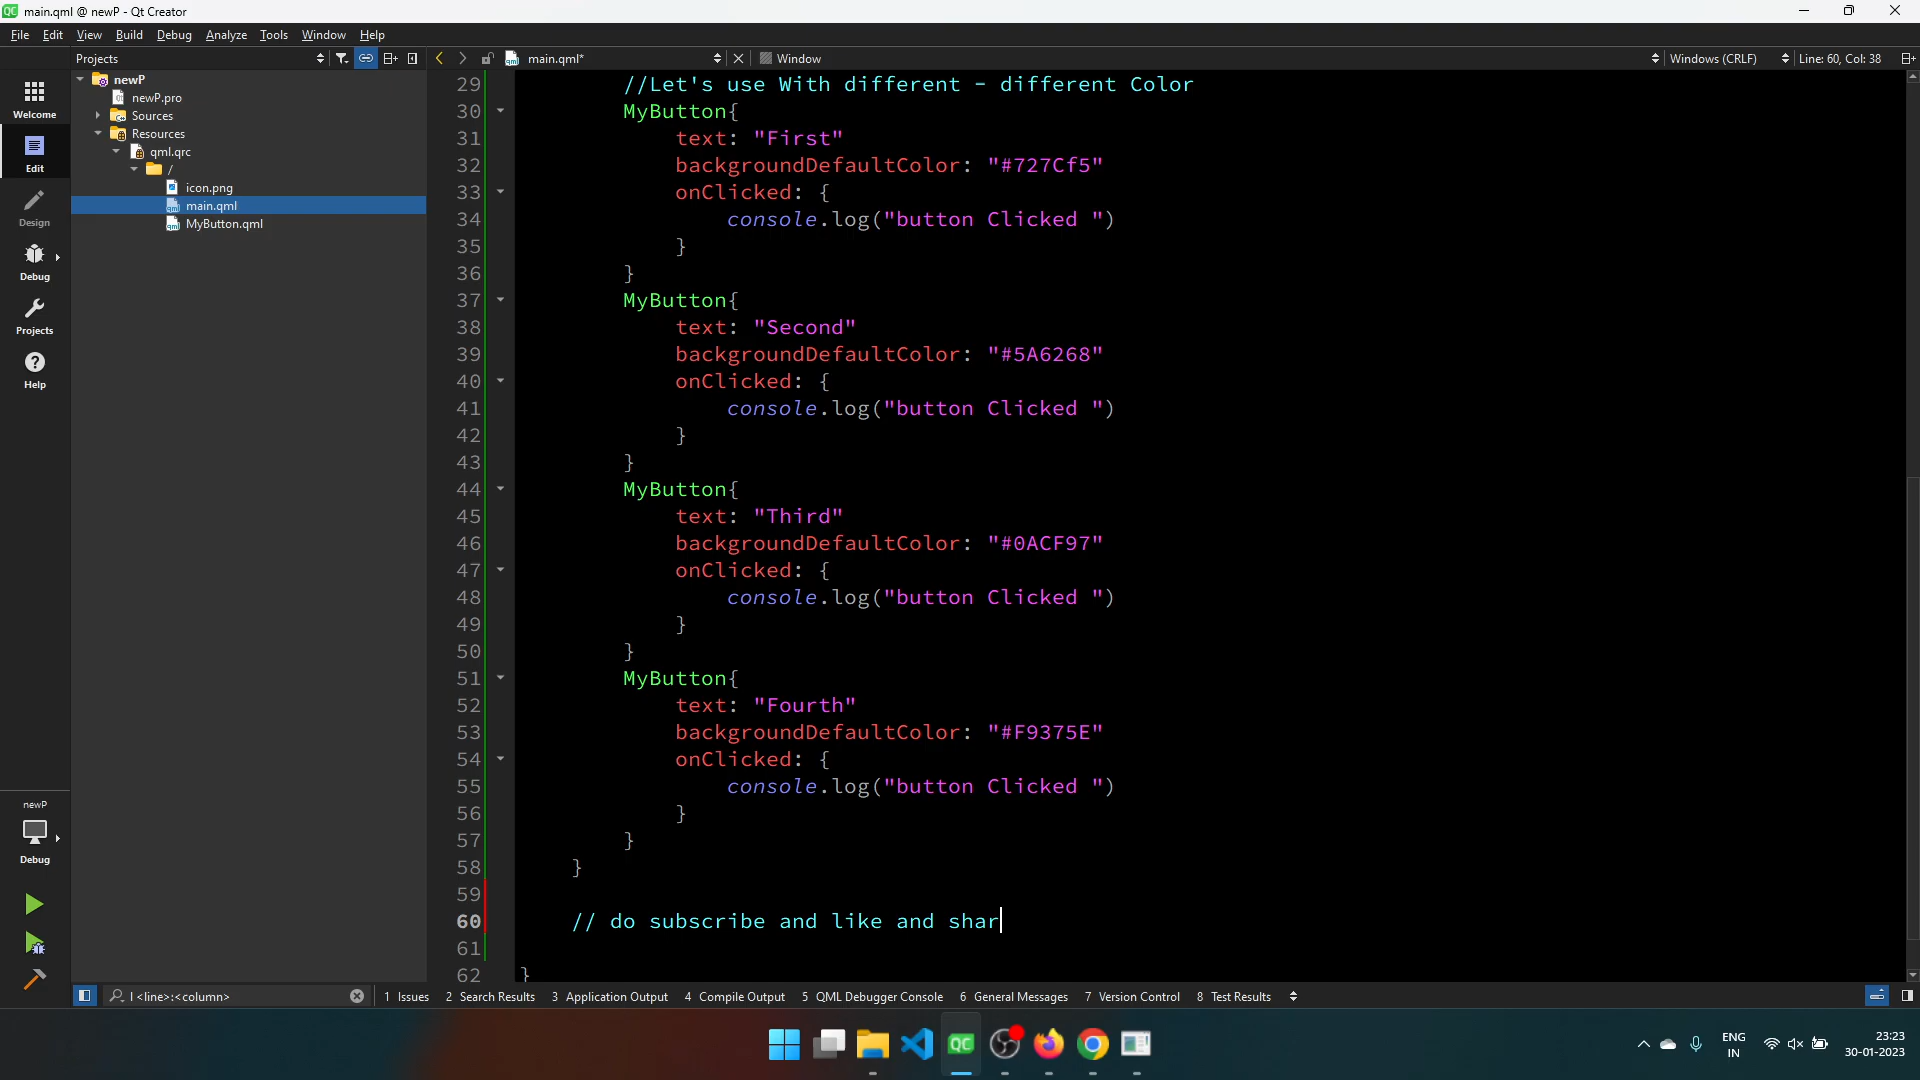 main.qml @ newP - Qt Creator
File Edit View Build Debug Analyze Tools Window Help
Projects
main.qml*
Window
Windows (CRLF)
Line: 60, Col: 38
Welcome
Edit
Design
Debug
Projects
Help
newP
Debug
newP
newP.pro
Sources
Resources
qml.qrc
/
icon.png
main.qml
MyButton.qml
29 //Let's use With different - different Color
30 MyButton{
31 text: "First"
32 backgroundDefaultColor: "#727Cf5"
33 onClicked: {
34 console.log("button Clicked ")
35 }
36 }
37 MyButton{
38 text: "Second"
39 backgroundDefaultColor: "#5A6268"
40 onClicked: {
41 console.log("button Clicked ")
42 }
43 }
44 MyButton{
45 text: "Third"
46 backgroundDefaultColor: "#0ACF97"
47 onClicked: {
48 console.log("button Clicked ")
49 }
50 }
51 MyButton{
52 text: "Fourth"
53 backgroundDefaultColor: "#F9375E"
54 onClicked: {
55 console.log("button Clicked ")
56 }
57 }
58 }
59
60 // do subscribe and like and shar
61
62 }
l <line>:<column>
1 Issues 2 Search Results 3 Application Output 4 Compile Output 5 QML Debugger Console 6 General Messages 7 Version Control 8 Test Results
ENG
IN
23:23
30-01-2023